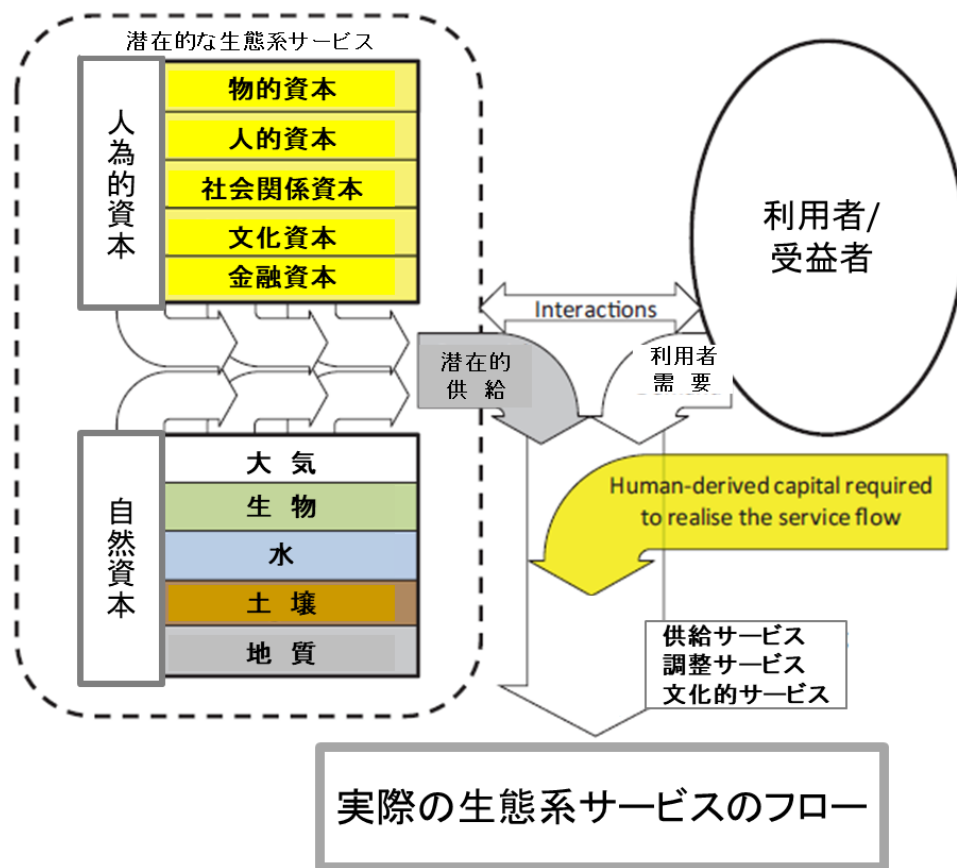 潜在的な生態系サービス
人為的資本
物的資本
人的資本
社会関係資本
文化資本
金融資本
利用者/
受益者
Interactions
潜在的
供 給
利用者
需 要
自然資本
大 気
生 物
水
土 壌
地 質
Human-derived capital required
to realise the service flow
供給サービス
調整サービス
文化的サービス
実際の生態系サービスのフロー